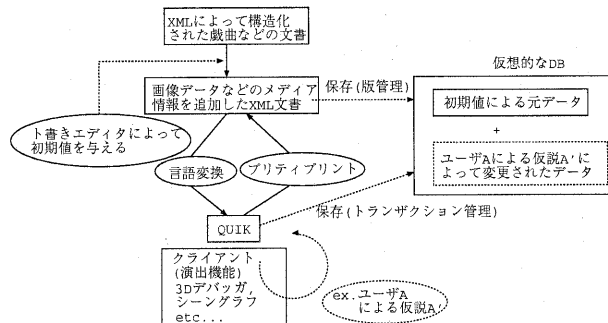 XMLによって構造化
された戯曲などの文書
仮想的なDB
画像データなどのメディア
情報を追加したXML文書
保存(版管理)
初期値による元データ
+
ト書きエディタによって
初期値を与える
ユーザAによる仮説A'に
よって変更されたデータ
言語変換
プリティプリント
保存(トランザクション管理)
QUIK
クライアント
(演出機能)
3Dデバッガ,
シーングラフ
etc...
ex.ユーザA
による仮説A'